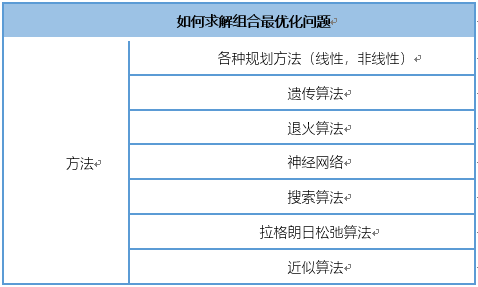 如何求解组合最优化问题
方法
各种规划方法（线性，非线性）
遗传算法
退火算法
神经网络
搜索算法
拉格朗日松弛算法
近似算法